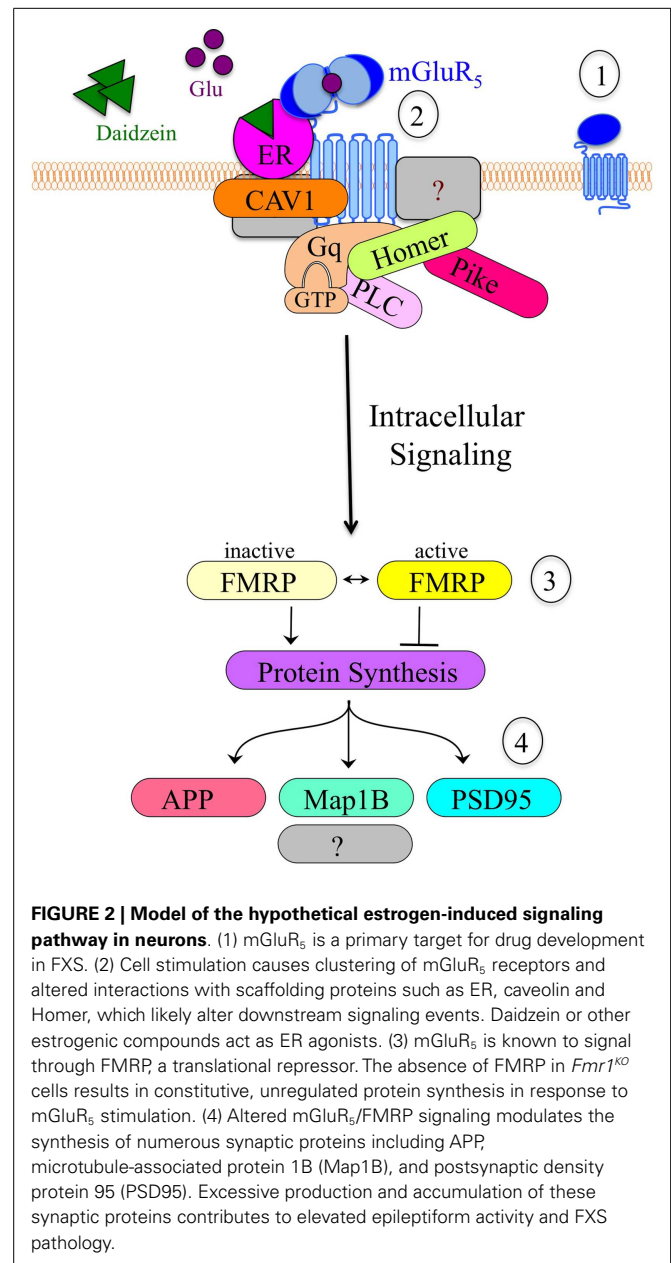 Glu
Daidzein
mGluR5
1
2
ER
CAV1
?
Gq
Homer
Pike
GTP
PLC
Intracellular
Signaling
inactive
active
FMRP
FMRP
3
Protein Synthesis
4
APP
Map1B
PSD95
?
FIGURE 2 | Model of the hypothetical estrogen-induced signaling
pathway in neurons. (1) mGluR5 is a primary target for drug development
in FXS. (2) Cell stimulation causes clustering of mGluR5 receptors and
altered interactions with scaffolding proteins such as ER, caveolin and
Homer, which likely alter downstream signaling events. Daidzein or other
estrogenic compounds act as ER agonists. (3) mGluR5 is known to signal
through FMRP, a translational repressor. The absence of FMRP in Fmr1KO
cells results in constitutive, unregulated protein synthesis in response to
mGluR5 stimulation. (4) Altered mGluR5/FMRP signaling modulates the
synthesis of numerous synaptic proteins including APP,
microtubule-associated protein 1B (Map1B), and postsynaptic density
protein 95 (PSD95). Excessive production and accumulation of these
synaptic proteins contributes to elevated epileptiform activity and FXS
pathology.